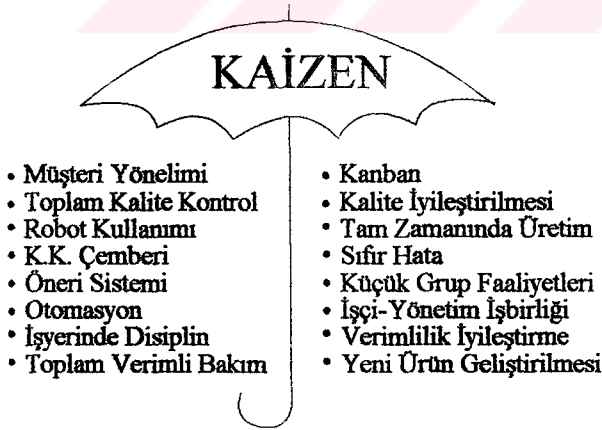 KAİZEN
• Müşteri Yönelimi
• Toplam Kalite Kontrol
• Robot Kullanımı
• K.K. Çemberi
• Öneri Sistemi
• Otomasyon
• İşyerinde Disiplin
• Toplam Verimli Bakım
• Kanban
• Kalite İyileştirilmesi
• Tam Zamanında Üretim
• Sıfır Hata
• Küçük Grup Faaliyetleri
• İşçi-Yönetim İşbirliği
• Verimlilik İyileştirme
• Yeni Ürün Geliştirilmesi